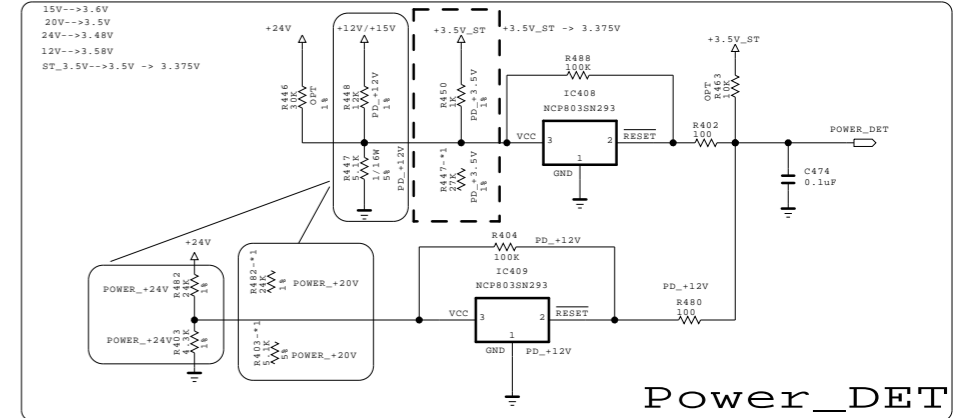 15V-->3.6V
20V-->3.5V
24V-->3.48V
12V-->3.58V
ST_3.5V-->3.5V -> 3.375V
+24V
+12V/+15V
+3.5V_ST
+3.5V_ST -> 3.375V
+3.5V_ST
R446
30K
OPT
1%
R448
12K
PD_+12V
1%
R450
1K
PD_+3.5V
1%
R488
100K
IC408
NCP803SN293
VCC
3
2
RESET
1
GND
R402
100
OPT
R463
10K
POWER_DET
C474
0.1uF
R447
5.1K
1/16W
5%
PD_+12V
R447-*1
27K
PD_+3.5V
1%
+24V
POWER_+24V
R482
24K
1%
POWER_+24V
R403
4.3K
1%
R482-*1
24K
1%
POWER_+20V
R403-*1
5.1K
5%
POWER_+20V
R404
100K
PD_+12V
IC409
NCP803SN293
VCC
3
2
RESET
1
GND
PD_+12V
PD_+12V
R480
100
Power_DET